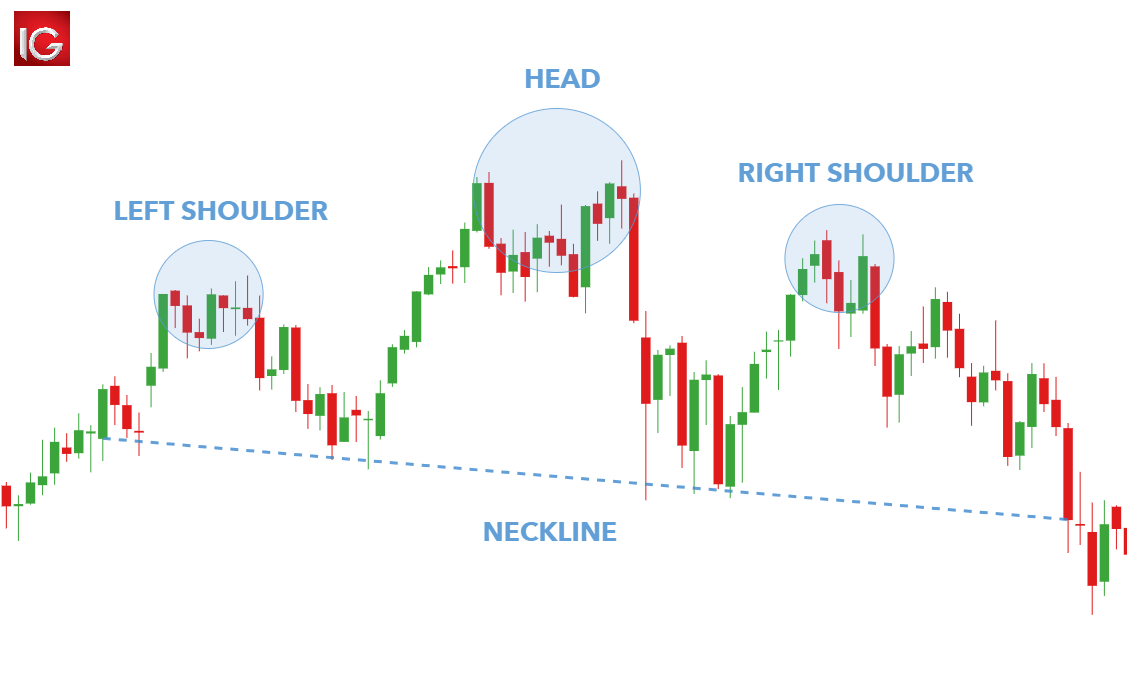 IG
HEAD
RIGHT SHOULDER
LEFT SHOULDER
NECKLINE